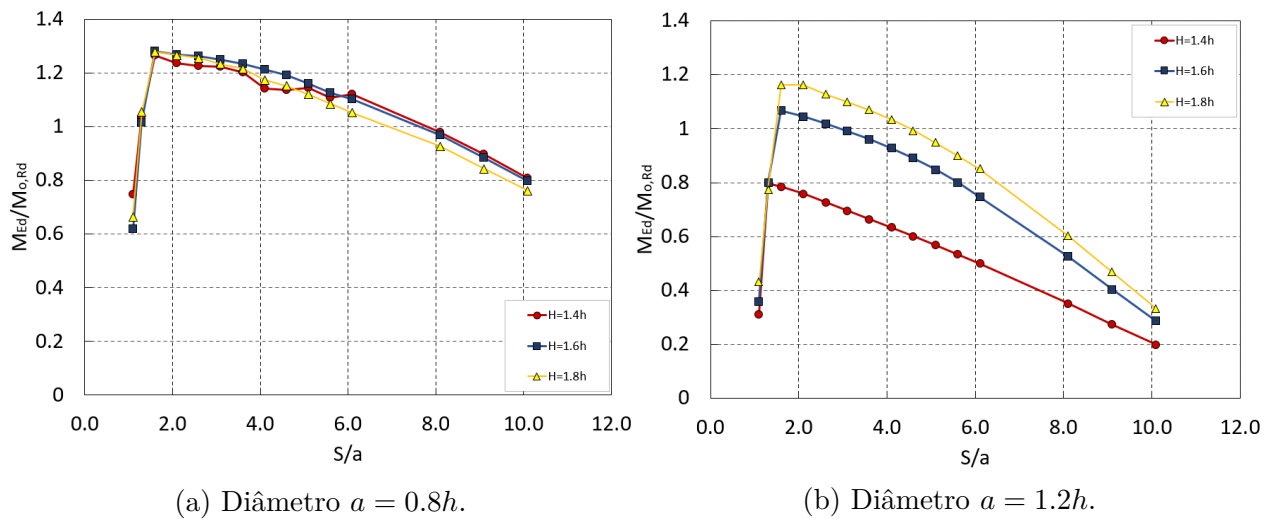 1.4
1.2
1
0.8
0.6
0.4
0.2
0
M_Ed/M_o,Rd
0.0 2.0 4.0 6.0 8.0 10.0 12.0
S/a
H=1.4h
H=1.6h
H=1.8h
(a) Diâmetro a = 0.8h.
1.4
1.2
1
0.8
0.6
0.4
0.2
0
M_Ed/M_o,Rd
0.0 2.0 4.0 6.0 8.0 10.0 12.0
S/a
H=1.4h
H=1.6h
H=1.8h
(b) Diâmetro a = 1.2h.